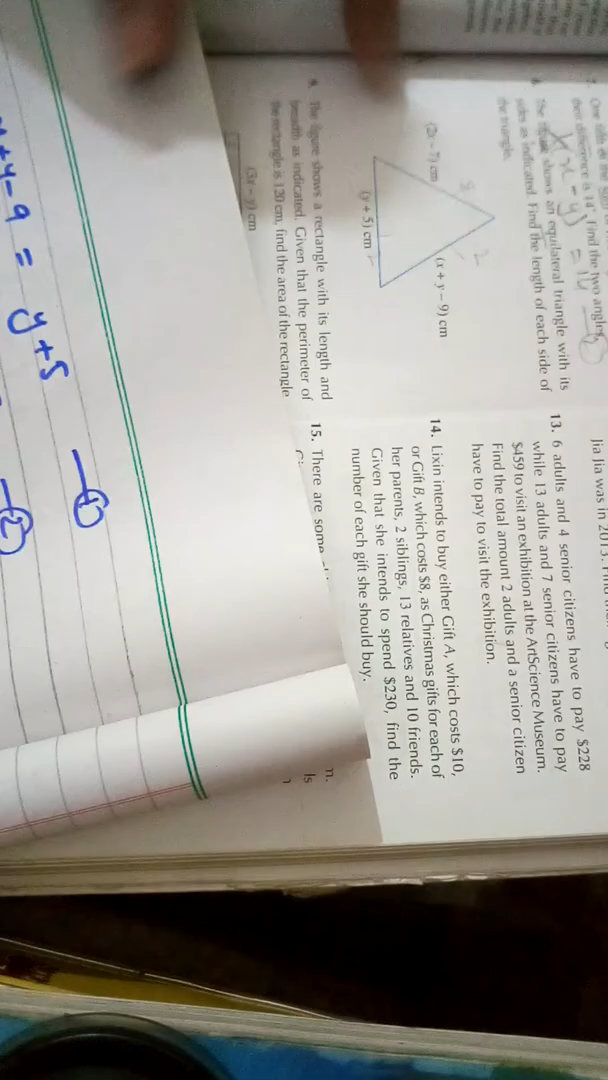 their difference is 14°. Find the two angles.
x - y = 14
The figure shows an equilateral triangle with its
sides as indicated. Find the length of each side of
the triangle.
(2x – 7) cm
(x + y – 9) cm
(y + 5) cm
The figure shows a rectangle with its length and
breadth as indicated. Given that the perimeter of
the rectangle is 120 cm, find the area of the rectangle
(3x – y) cm
Jia Jia was in 2013.
13. 6 adults and 4 senior citizens have to pay $228
while 13 adults and 7 senior citizens have to pay
$459 to visit an exhibition at the ArtScience Museum.
Find the total amount 2 adults and a senior citizen
have to pay to visit the exhibition.
14. Lixin intends to buy either Gift A, which costs $10,
or Gift B, which costs $8, as Christmas gifts for each of
her parents, 2 siblings, 13 relatives and 10 friends.
Given that she intends to spend $230, find the
number of each gift she should buy.
15. There are some
+y-9 = y+5 —①
—②